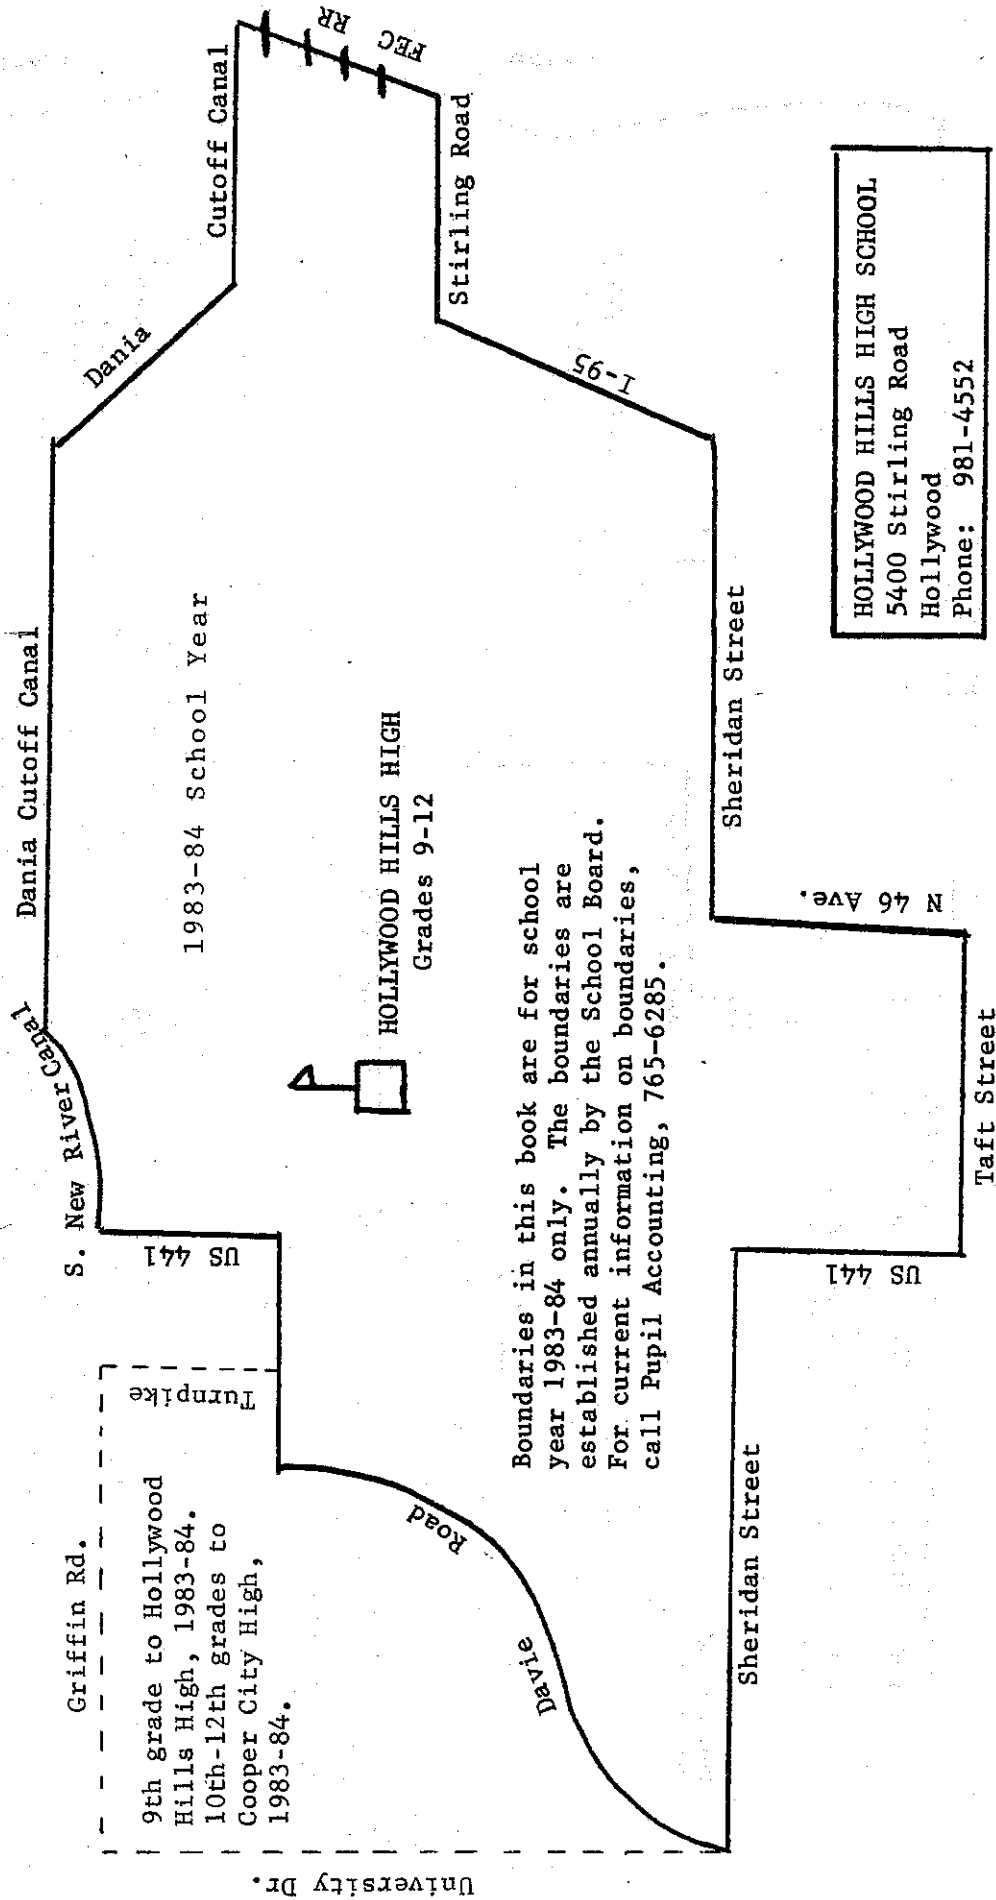 S. New River Canal
Dania Cutoff Canal
Dania
Cutoff Canal
RR
FEC
Stirling Road
I-95
Sheridan Street
N 46 Ave.
Taft Street
US 441
Sheridan Street
University Dr.
Griffin Rd.
Turnpike
US 441
Davie
Road
9th grade to Hollywood
Hills High, 1983-84.
10th-12th grades to
Cooper City High,
1983-84.
1983-84 School Year
HOLLYWOOD HILLS HIGH
Grades 9-12
Boundaries in this book are for school
year 1983-84 only. The boundaries are
established annually by the School Board.
For current information on boundaries,
call Pupil Accounting, 765-6285.
HOLLYWOOD HILLS HIGH SCHOOL
5400 Stirling Road
Hollywood
Phone: 981-4552